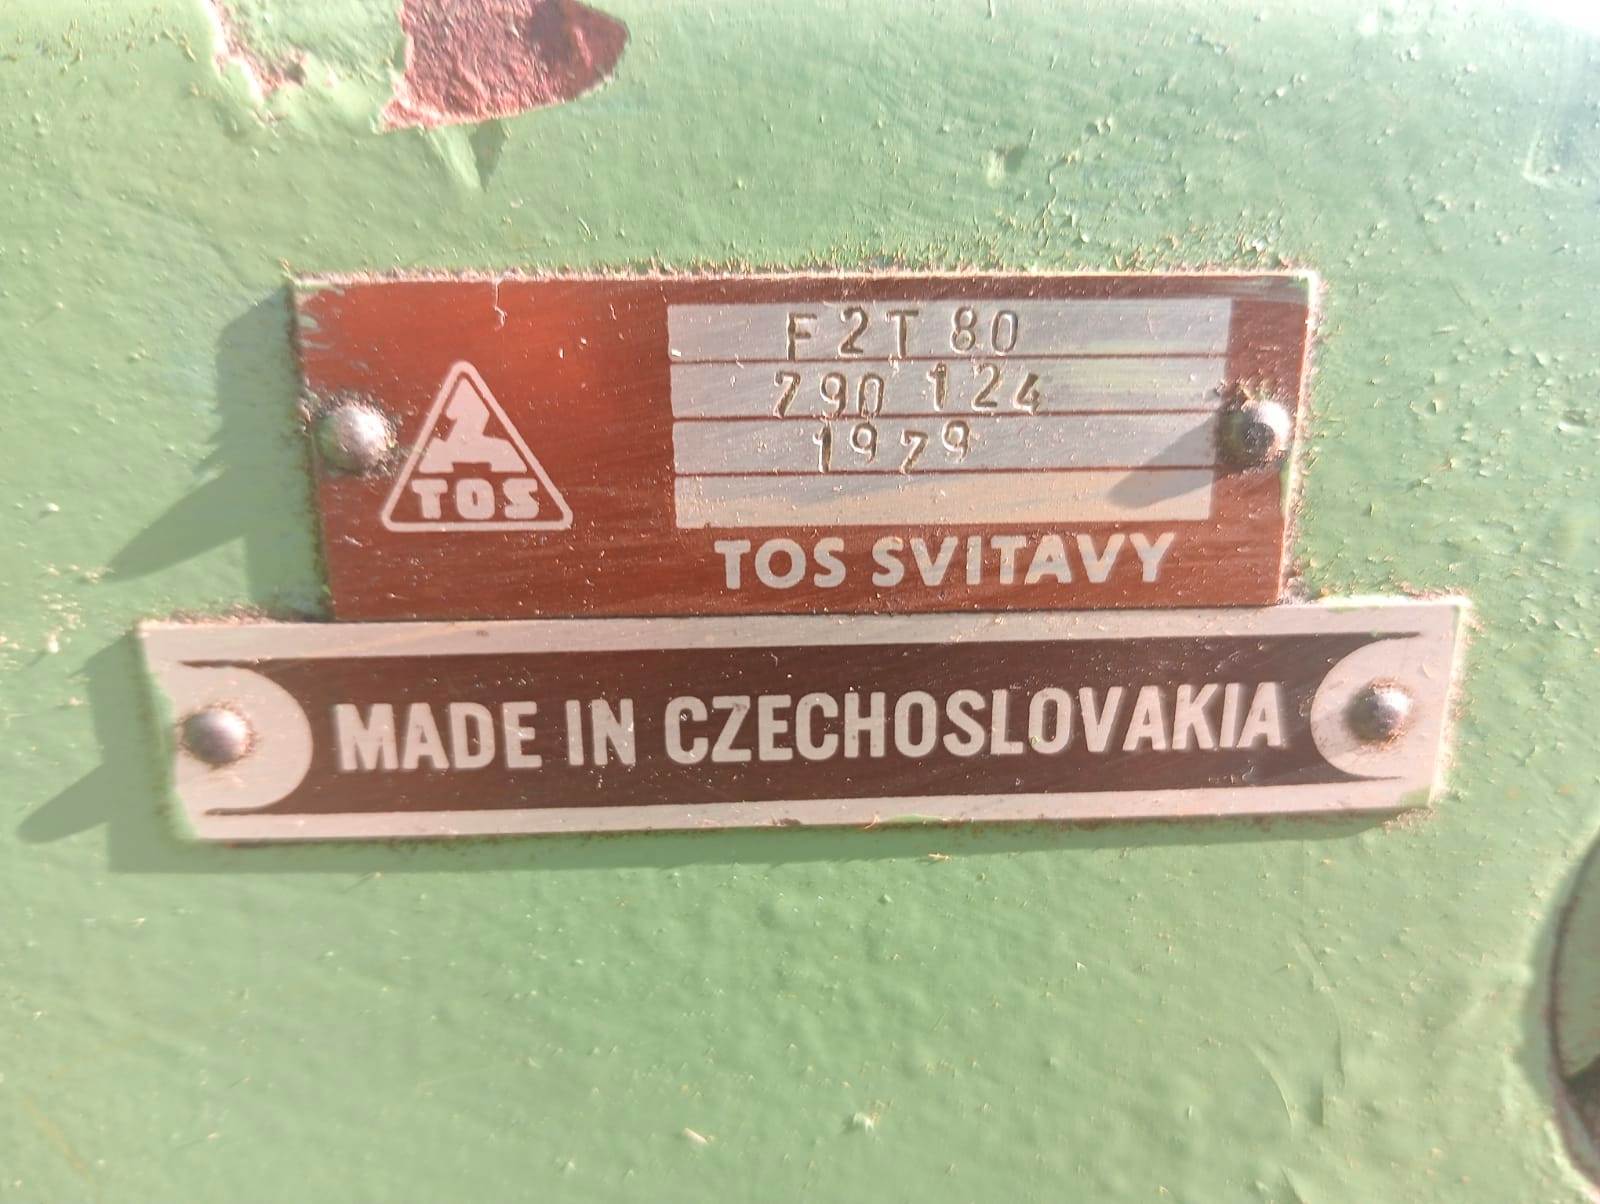 F2T 80
790 124
1979
TOS
TOS SVITAVY
MADE IN CZECHOSLOVAKIA